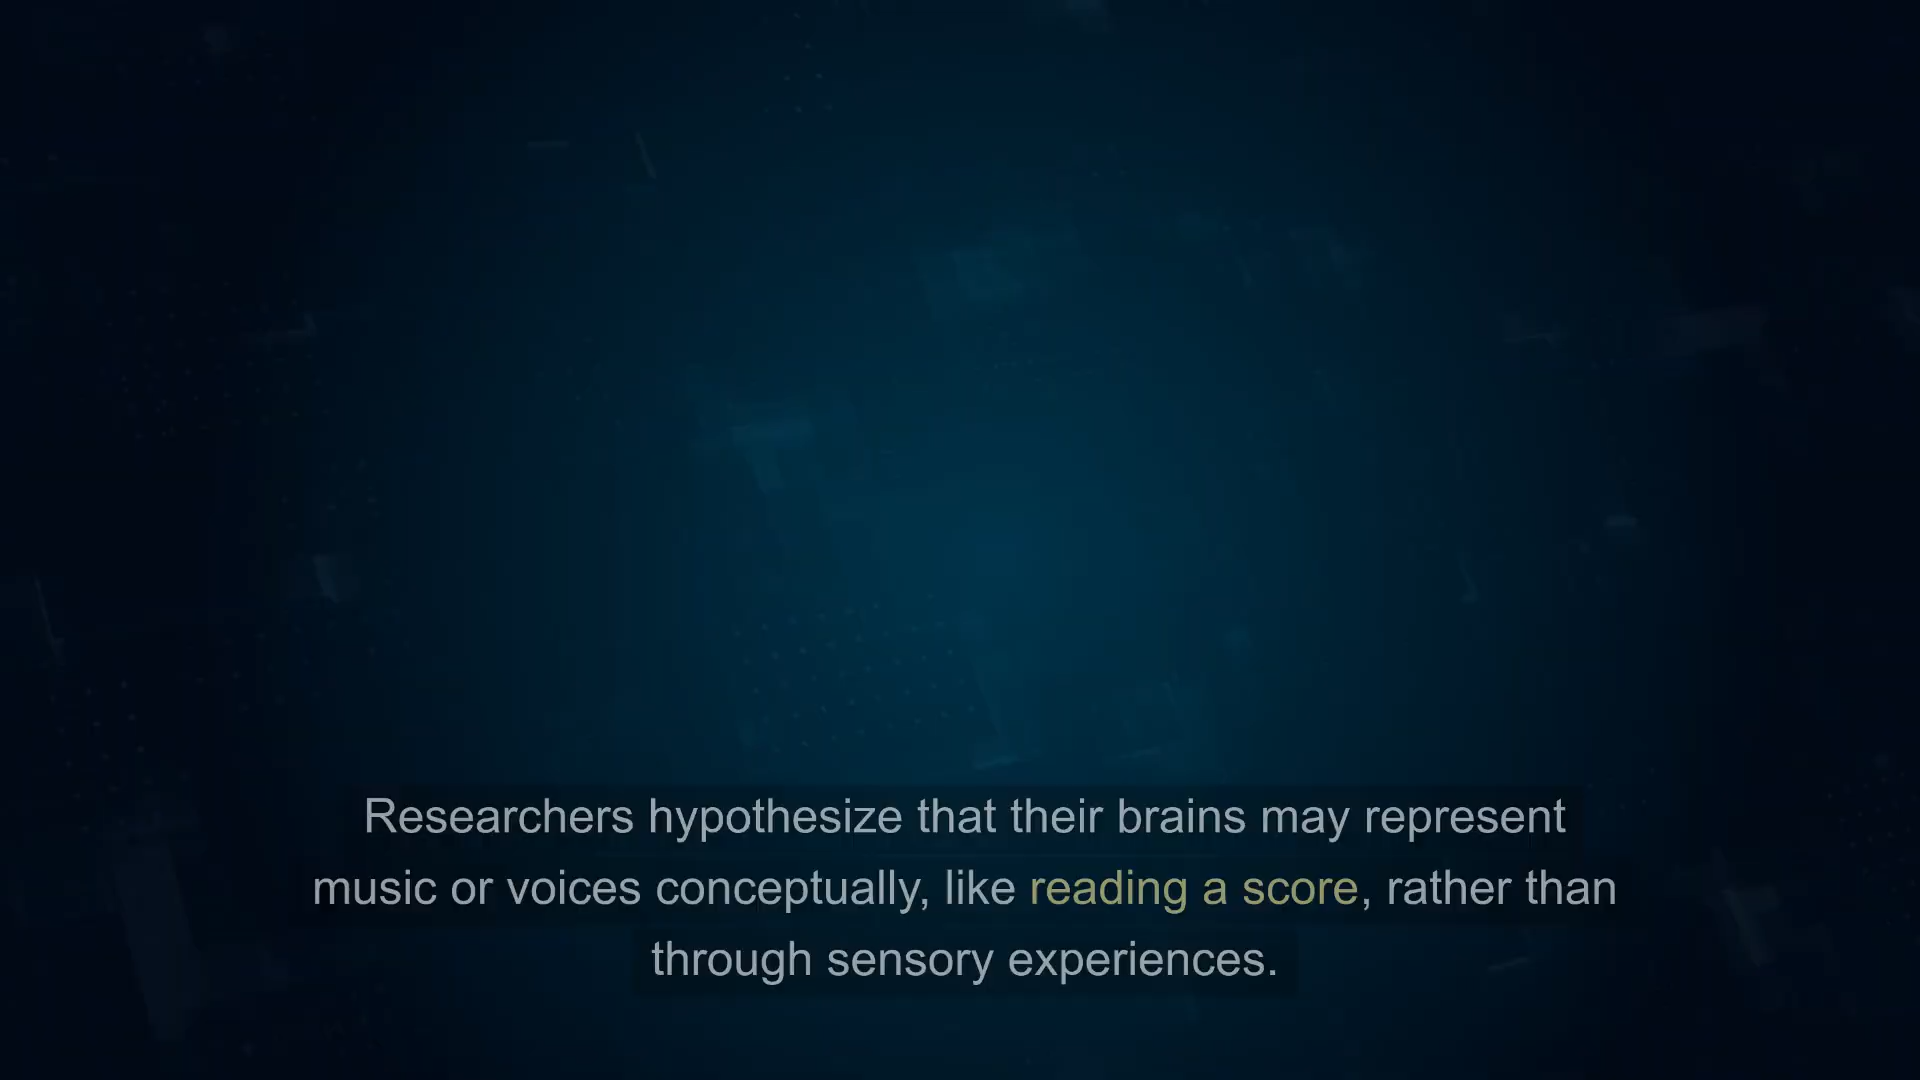 Researchers hypothesize that their brains may represent
music or voices conceptually, like reading a score, rather than
through sensory experiences.